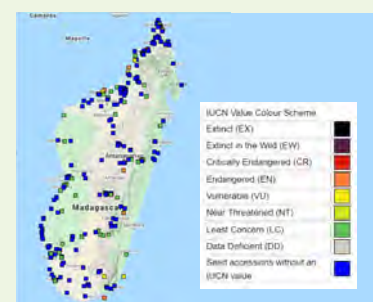 Comores
Mayotte
Antananarivo
Madagascar
IUCN Value Colour Scheme
Extinct (EX)
Extinct in the Wild (EW)
Critically Endangered (CR)
Endangered (EN)
Vulnerable (VU)
Near Threatened (NT)
Least Concern (LC)
Data Deficient (DD)
Seed accessions without an
IUCN value